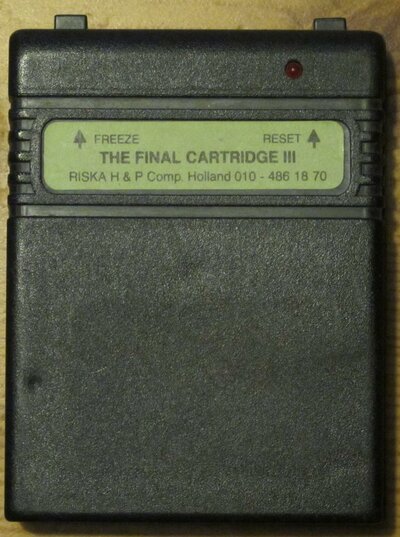 FREEZE RESET
THE FINAL CARTRIDGE III
RISKA H & P Comp. Holland 010 - 486 18 70